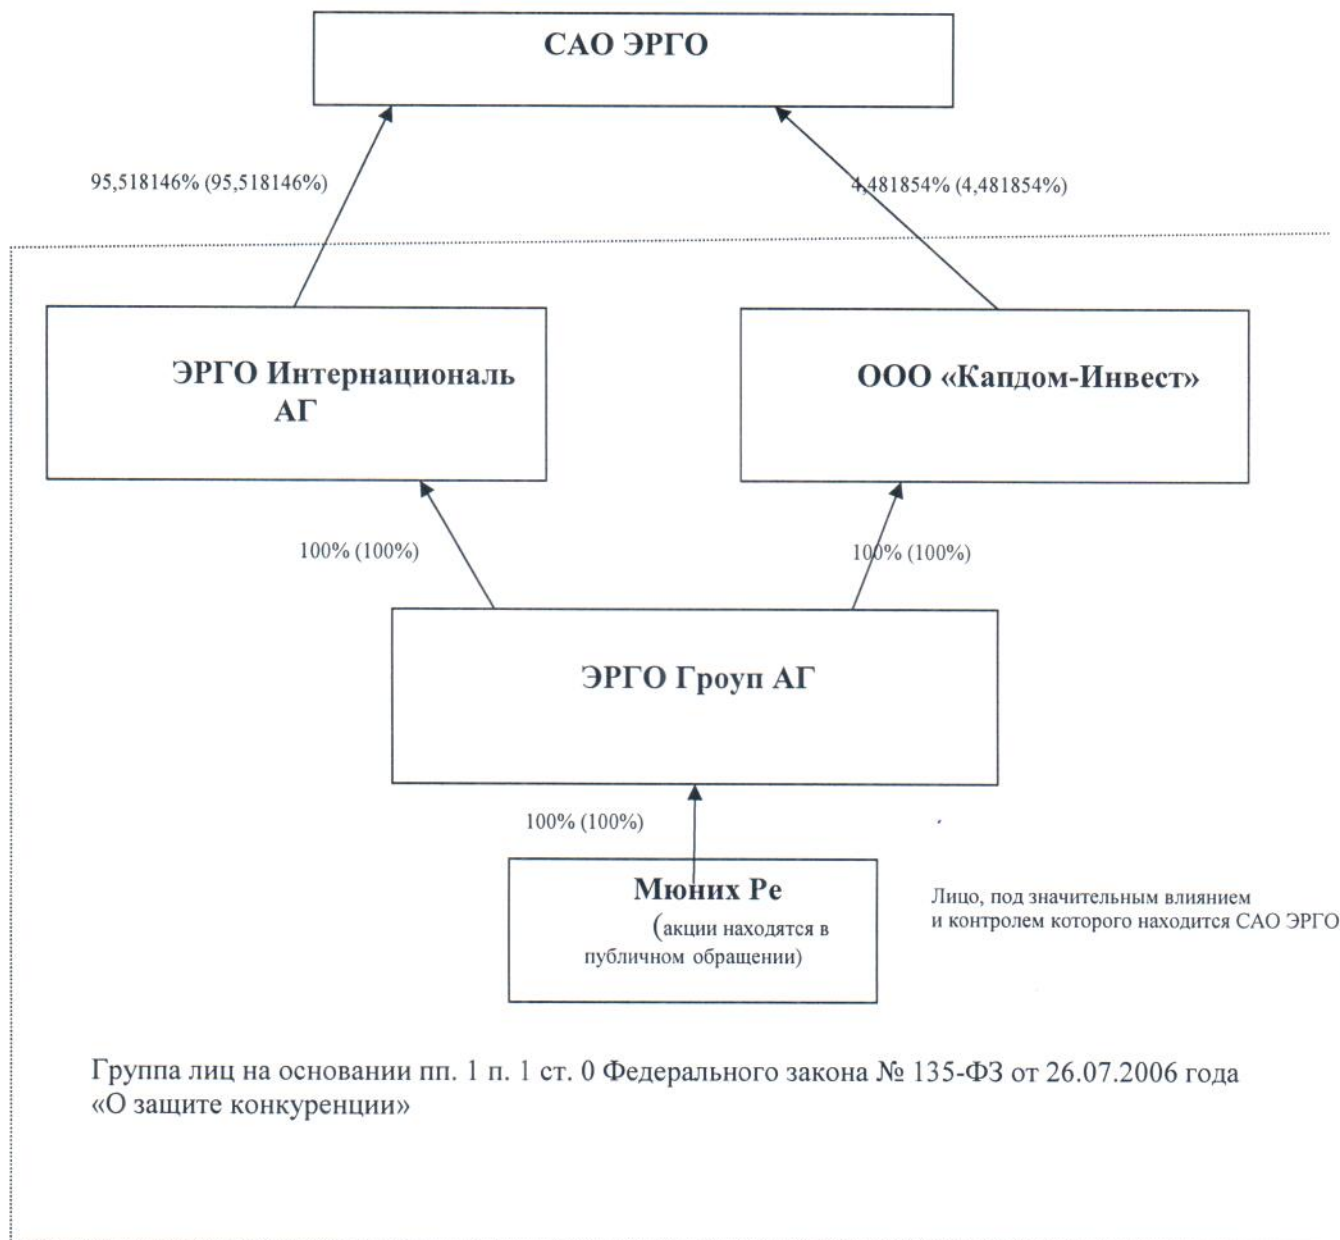 САО ЭРГО
95,518146% (95,518146%)
4,481854% (4,481854%)
ЭРГО Интернациональ
АГ
ООО «Капдом-Инвест»
100% (100%)
100% (100%)
ЭРГО Гроуп АГ
100% (100%)
Мюних Ре
(акции находятся в
публичном обращении)
Лицо, под значительным влиянием
и контролем которого находится САО ЭРГО
Группа лиц на основании пп. 1 п. 1 ст. 0 Федерального закона № 135-ФЗ от 26.07.2006 года
«О защите конкуренции»